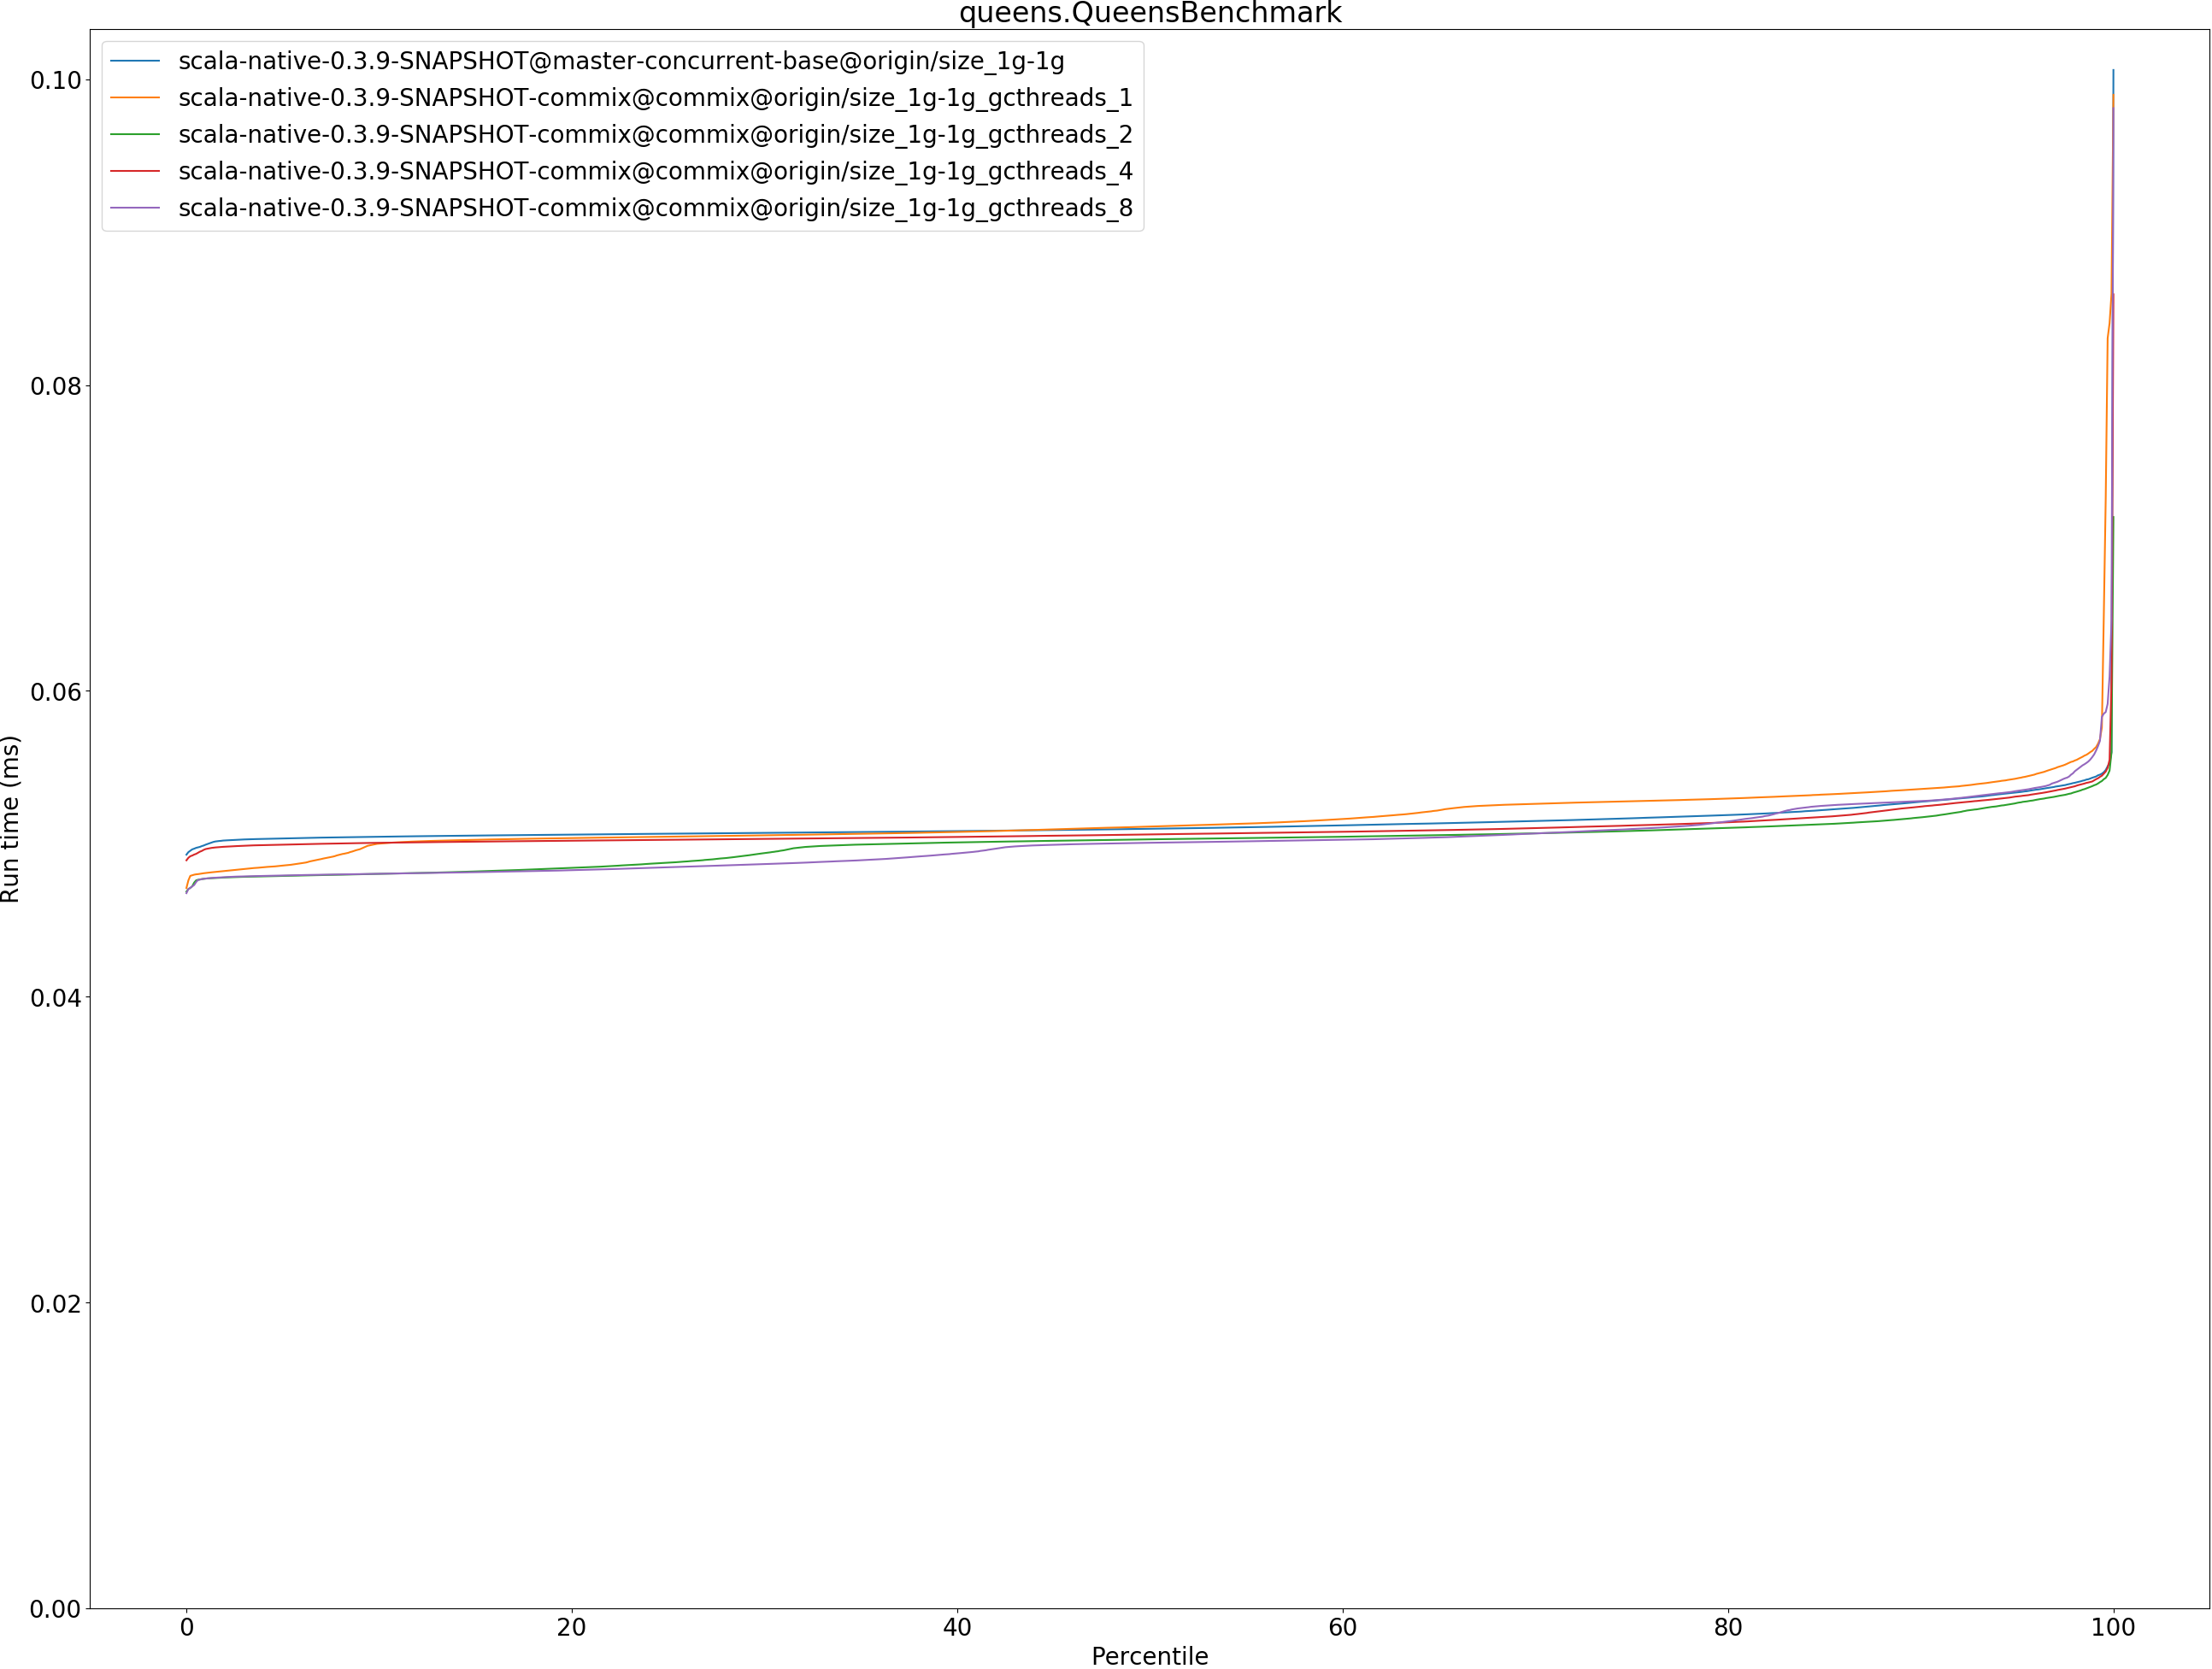 queens.QueensBenchmark
scala-native-0.3.9-SNAPSHOT@master-concurrent-base@origin/size_1g-1g
scala-native-0.3.9-SNAPSHOT-commix@commix@origin/size_1g-1g_gcthreads_1
scala-native-0.3.9-SNAPSHOT-commix@commix@origin/size_1g-1g_gcthreads_2
scala-native-0.3.9-SNAPSHOT-commix@commix@origin/size_1g-1g_gcthreads_4
scala-native-0.3.9-SNAPSHOT-commix@commix@origin/size_1g-1g_gcthreads_8
0.10
0.08
0.06
0.04
0.02
0.00
Run time (ms)
0 20 40 60 80 100
Percentile